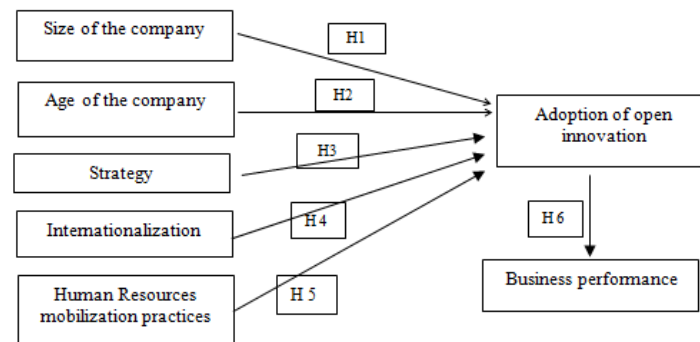 Size of the company
H1
Age of the company
H2
Adoption of open
innovation
H3
Strategy
Internationalization
H 4
H 6
Human Resources
mobilization practices
H 5
Business performance